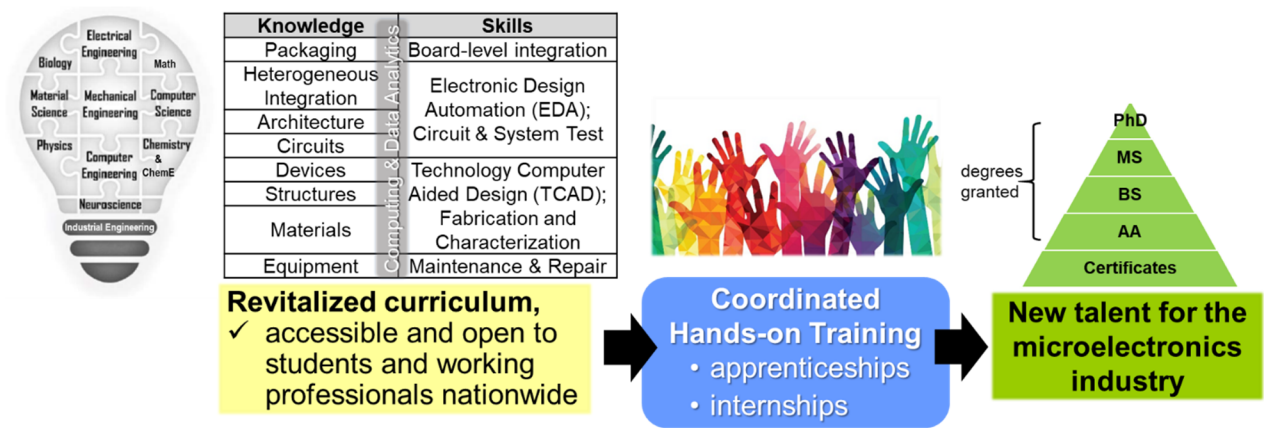 Electrical
Engineering
Biology
Math
Material
Science
Mechanical
Engineering
Computer
Science
Physics
Chemistry
&
ChemE
Computer
Engineering
Neuroscience
Industrial Engineering
Knowledge
Skills
Packaging
Board-level integration
Heterogeneous
Integration
Architecture
Circuits
Electronic Design
Automation (EDA);
Circuit & System Test
Devices
Structures
Materials
Technology Computer
Aided Design (TCAD);
Fabrication and
Characterization
Equipment
Maintenance & Repair
Computing & Data Analytics
Revitalized curriculum,
✓ accessible and open to
students and working
professionals nationwide
Coordinated
Hands-on Training
• apprenticeships
• internships
degrees
granted
PhD
MS
BS
AA
Certificates
New talent for the
microelectronics
industry